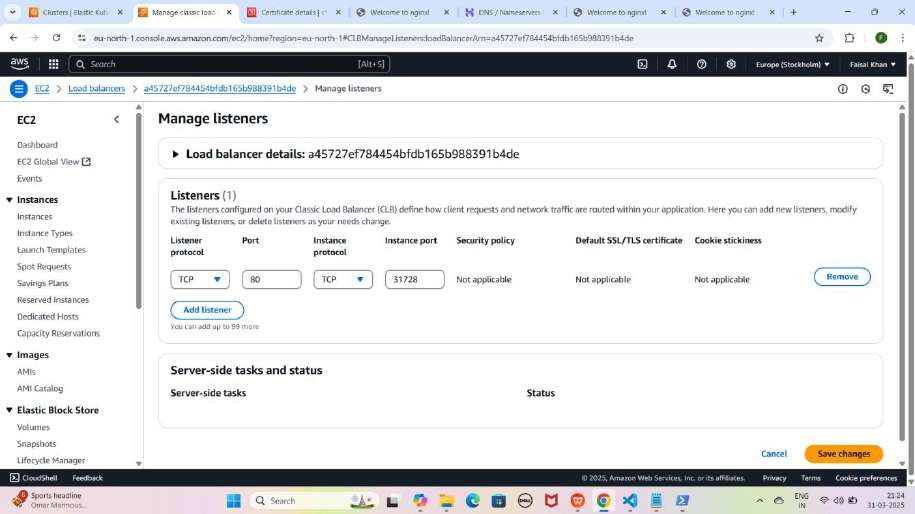 Clusters | Elastic Kub
Manage classic load
Certificate details | c
Welcome to nginx!
DNS / Nameservers
Welcome to nginx!
Welcome to nginx!
eu-north-1.console.aws.amazon.com/ec2/home?region=eu-north-1#CLBManageListeners:loadBalancerArn=a45727ef784454bfdb165b988391b4de
F
aws
Search
[Alt+S]
Europe (Stockholm)
Faisal Khan
EC2
Load balancers
a45727ef784454bfdb165b988391b4de
Manage listeners
EC2
Dashboard
EC2 Global View
Events
Instances
Instances
Instance Types
Launch Templates
Spot Requests
Savings Plans
Reserved Instances
Dedicated Hosts
Capacity Reservations
Images
AMIs
AMI Catalog
Elastic Block Store
Volumes
Snapshots
Lifecycle Manager
Manage listeners
Load balancer details: a45727ef784454bfdb165b988391b4de
Listeners (1)
The listeners configured on your Classic Load Balancer (CLB) define how client requests and network traffic are routed within your application. Here you can add new listeners, modify
existing listeners, or delete listeners as your needs change.
Listener protocol Port Instance protocol Instance port Security policy Default SSL/TLS certificate Cookie stickiness
TCP 80 TCP 31728 Not applicable Not applicable Not applicable Remove
Add listener
You can add up to 99 more
Server-side tasks and status
Server-side tasks Status
Cancel Save changes
CloudShell Feedback © 2025, Amazon Web Services, Inc. or its affiliates. Privacy Terms Cookie preferences
6
Sports headline
Omar Marmous...
Search
DELL
ENG
IN
21:24
31-03-2025